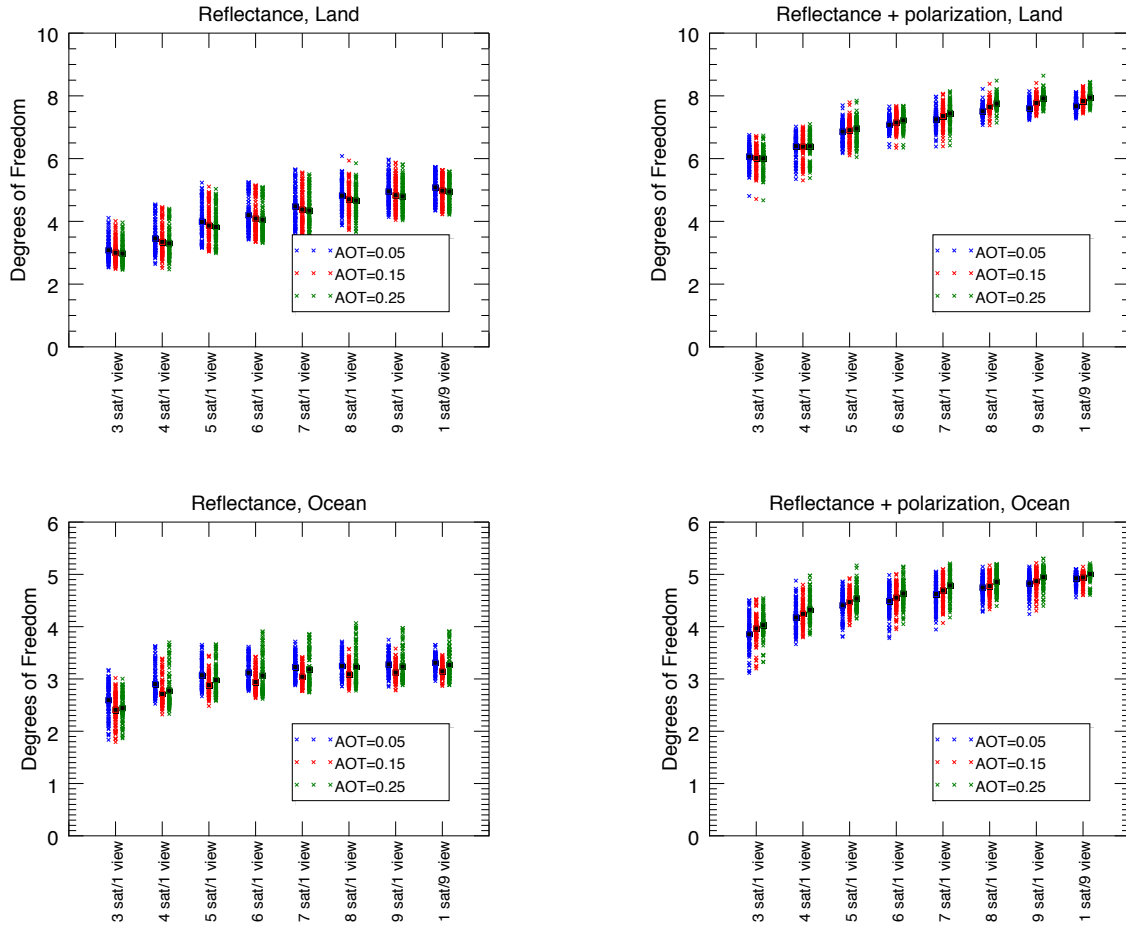 Reflectance, Land
Degrees of Freedom
10
8
6
4
2
0
AOT=0.05
AOT=0.15
AOT=0.25
3 sat/1 view
4 sat/1 view
5 sat/1 view
6 sat/1 view
7 sat/1 view
8 sat/1 view
9 sat/1 view
1 sat/9 view
Reflectance + polarization, Land
Degrees of Freedom
10
8
6
4
2
0
AOT=0.05
AOT=0.15
AOT=0.25
3 sat/1 view
4 sat/1 view
5 sat/1 view
6 sat/1 view
7 sat/1 view
8 sat/1 view
9 sat/1 view
1 sat/9 view
Reflectance, Ocean
Degrees of Freedom
6
5
4
3
2
1
0
AOT=0.05
AOT=0.15
AOT=0.25
3 sat/1 view
4 sat/1 view
5 sat/1 view
6 sat/1 view
7 sat/1 view
8 sat/1 view
9 sat/1 view
1 sat/9 view
Reflectance + polarization, Ocean
Degrees of Freedom
6
5
4
3
2
1
0
AOT=0.05
AOT=0.15
AOT=0.25
3 sat/1 view
4 sat/1 view
5 sat/1 view
6 sat/1 view
7 sat/1 view
8 sat/1 view
9 sat/1 view
1 sat/9 view